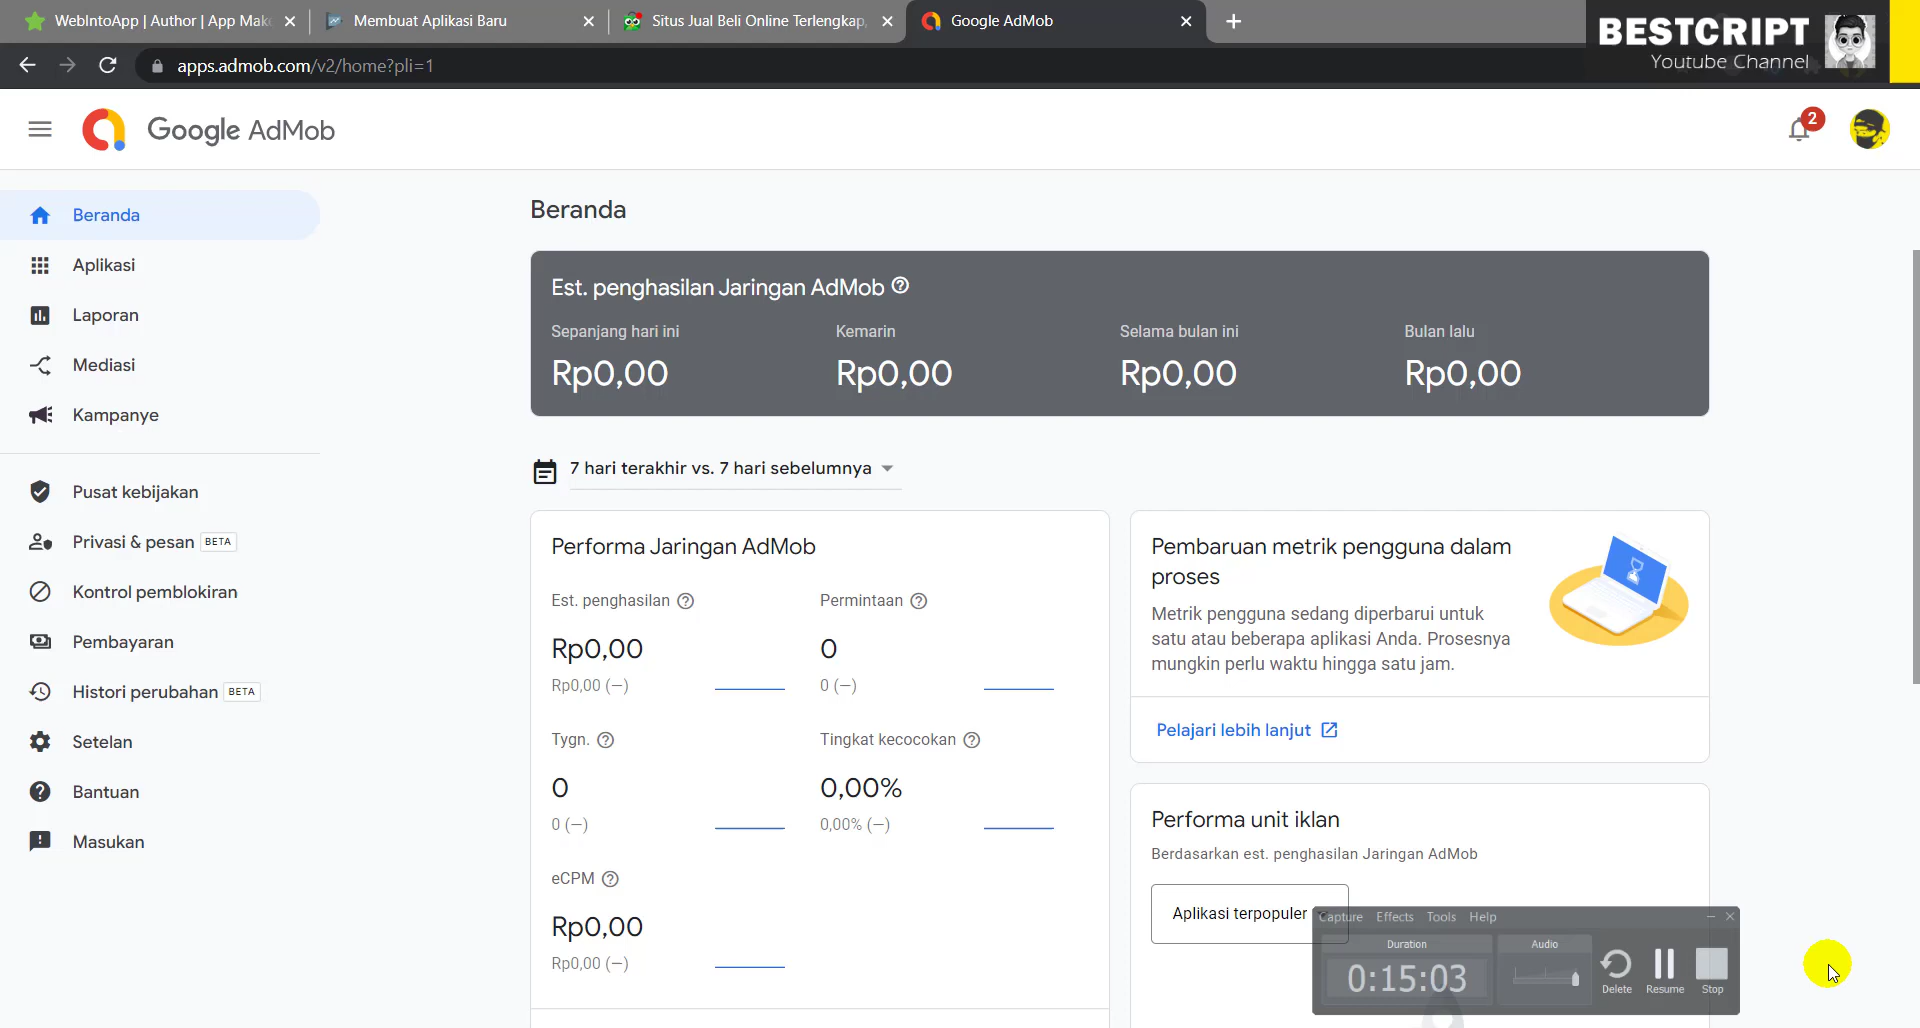 WebIntoApp | Author | App Mak
Membuat Aplikasi Baru
Situs Jual Beli Online Terlengkap,
Google AdMob
BESTCRIPT
Youtube Channel
apps.admob.com/v2/home?pli=1
Google AdMob
2
Beranda
Aplikasi
Laporan
Mediasi
Kampanye
Pusat kebijakan
Privasi & pesan BETA
Kontrol pemblokiran
Pembayaran
Histori perubahan BETA
Setelan
Bantuan
Masukan
Beranda
Est. penghasilan Jaringan AdMob
Sepanjang hari ini
Rp0,00
Kemarin
Rp0,00
Selama bulan ini
Rp0,00
Bulan lalu
Rp0,00
7 hari terakhir vs. 7 hari sebelumnya
Performa Jaringan AdMob
Est. penghasilan
Rp0,00
Rp0,00 (—)
Permintaan
0
0 (—)
Tygn.
0
0 (—)
Tingkat kecocokan
0,00%
0,00% (—)
eCPM
Rp0,00
Rp0,00 (—)
Pembaruan metrik pengguna dalam
proses
Metrik pengguna sedang diperbarui untuk
satu atau beberapa aplikasi Anda. Prosesnya
mungkin perlu waktu hingga satu jam.
Pelajari lebih lanjut
Performa unit iklan
Berdasarkan est. penghasilan Jaringan AdMob
Aplikasi terpopuler
Capture Effects Tools Help
Duration
0:15:03
Audio
Delete
Resume
Stop